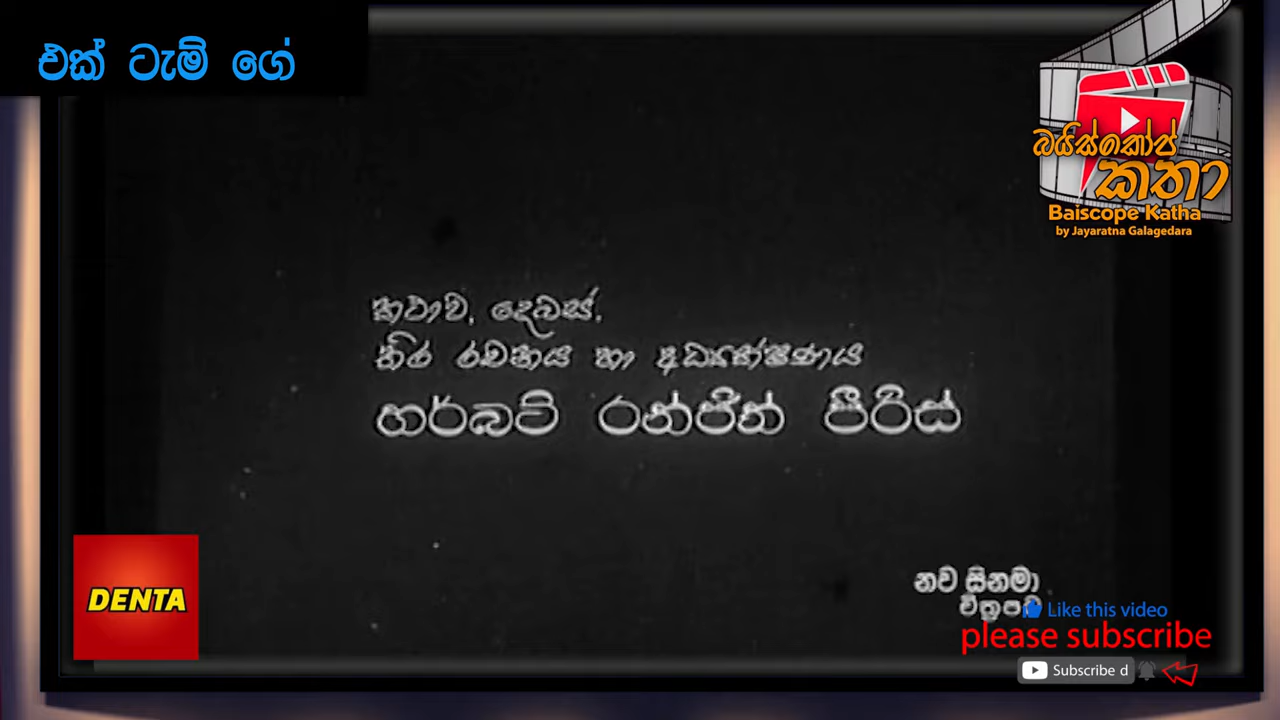 එක් ටැම් ගේ
බයිස්කෝප්
කතා
Baiscope Katha
by Jayaratna Galagedara
කථාව, දෙබස්,
තිර රචනය හා අධ්‍යක්ෂණය
හර්බට් රන්ජිත් පීරිස්
DENTA
නව සිනමා
Like this video
please subscribe
Subscribe d